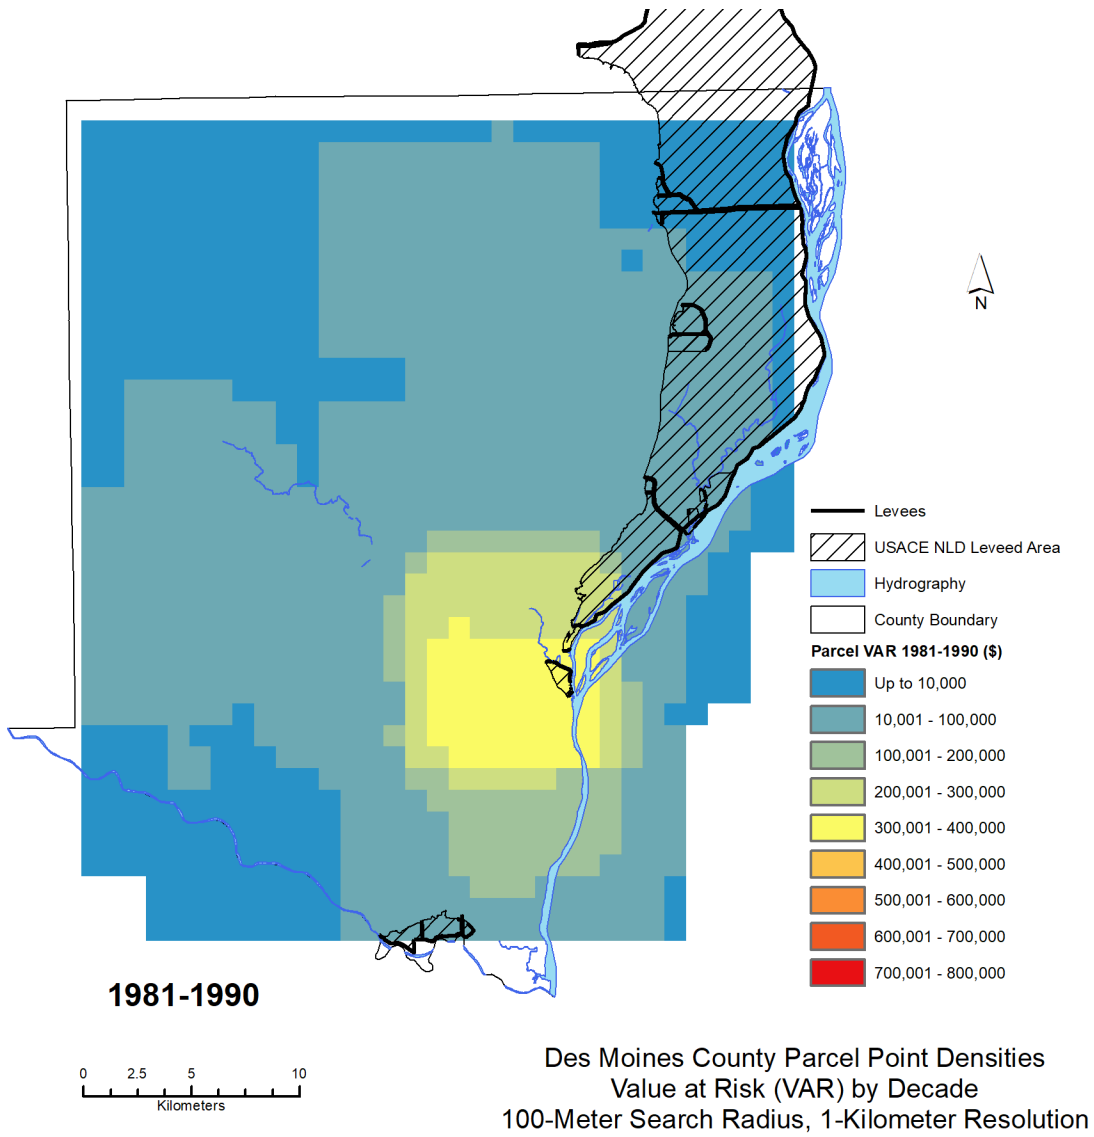 N
Levees
USACE NLD Leveed Area
Hydrography
County Boundary
Parcel VAR 1981-1990 ($)
Up to 10,000
10,001 - 100,000
100,001 - 200,000
200,001 - 300,000
300,001 - 400,000
400,001 - 500,000
500,001 - 600,000
600,001 - 700,000
700,001 - 800,000
1981-1990
0 2.5 5 10
Kilometers
Des Moines County Parcel Point Densities
Value at Risk (VAR) by Decade
100-Meter Search Radius, 1-Kilometer Resolution